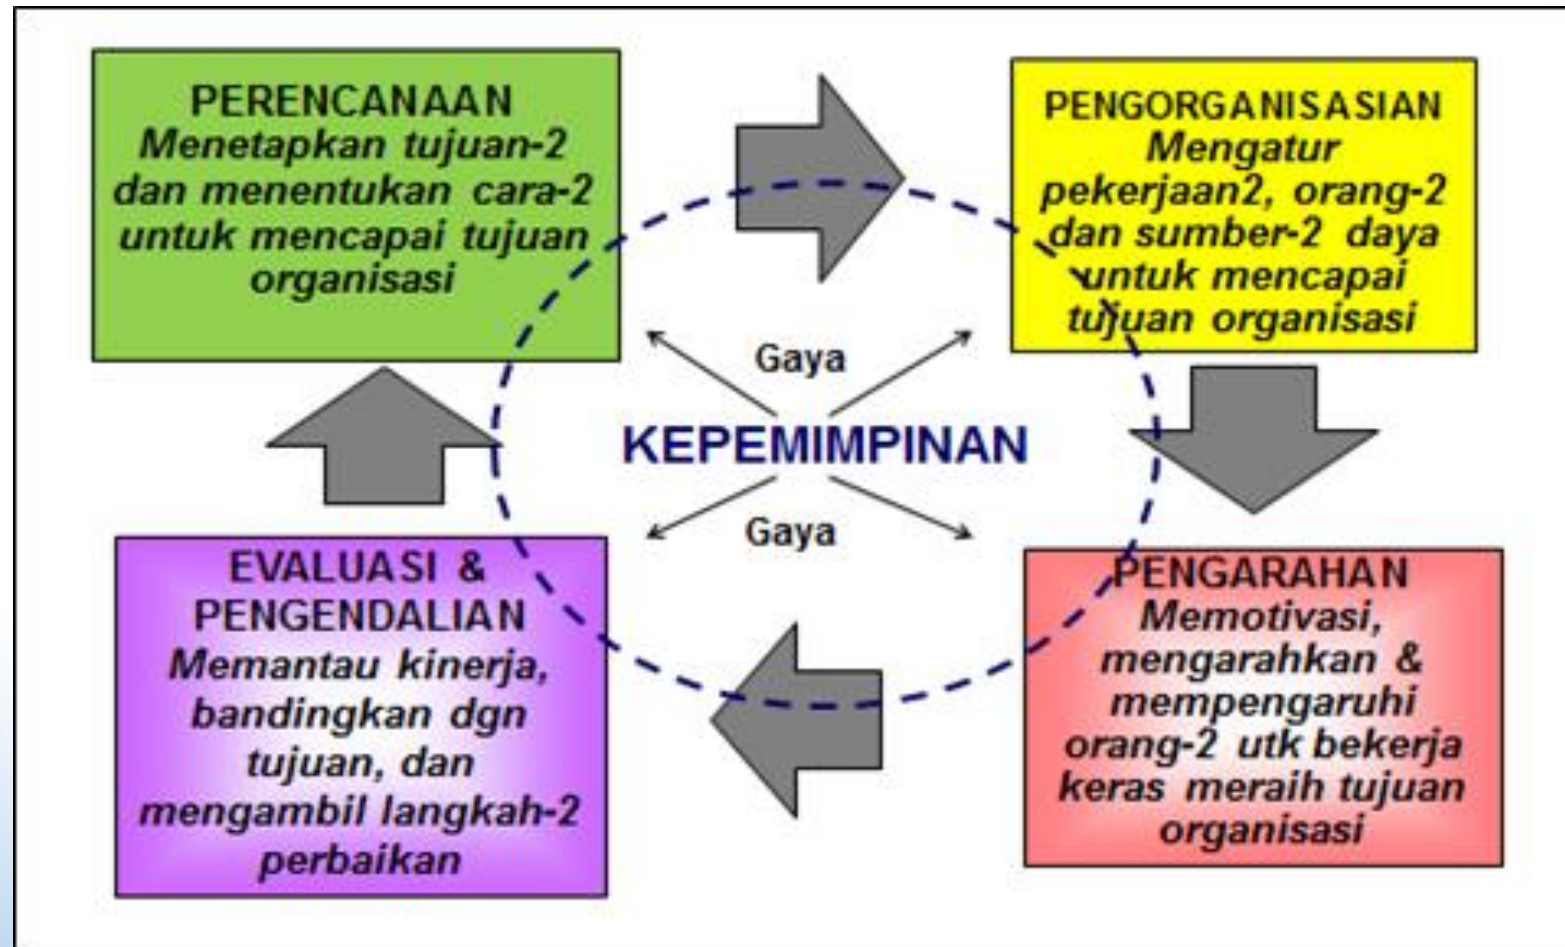 PERENCANAAN
Menetapkan tujuan-2
dan menentukan cara-2
untuk mencapai tujuan
organisasi
PENGORGANISASIAN
Mengatur
pekerjaan2, orang-2
dan sumber-2 daya
untuk mencapai
tujuan organisasi
Gaya
KEPEMIMPINAN
Gaya
EVALUASI &
PENGENDALIAN
Memantau kinerja,
bandingkan dgn
tujuan, dan
mengambil langkah-2
perbaikan
PENGARAHAN
Memotivasi,
mengarahkan &
mempengaruhi
orang-2 utk bekerja
keras meraih tujuan
organisasi